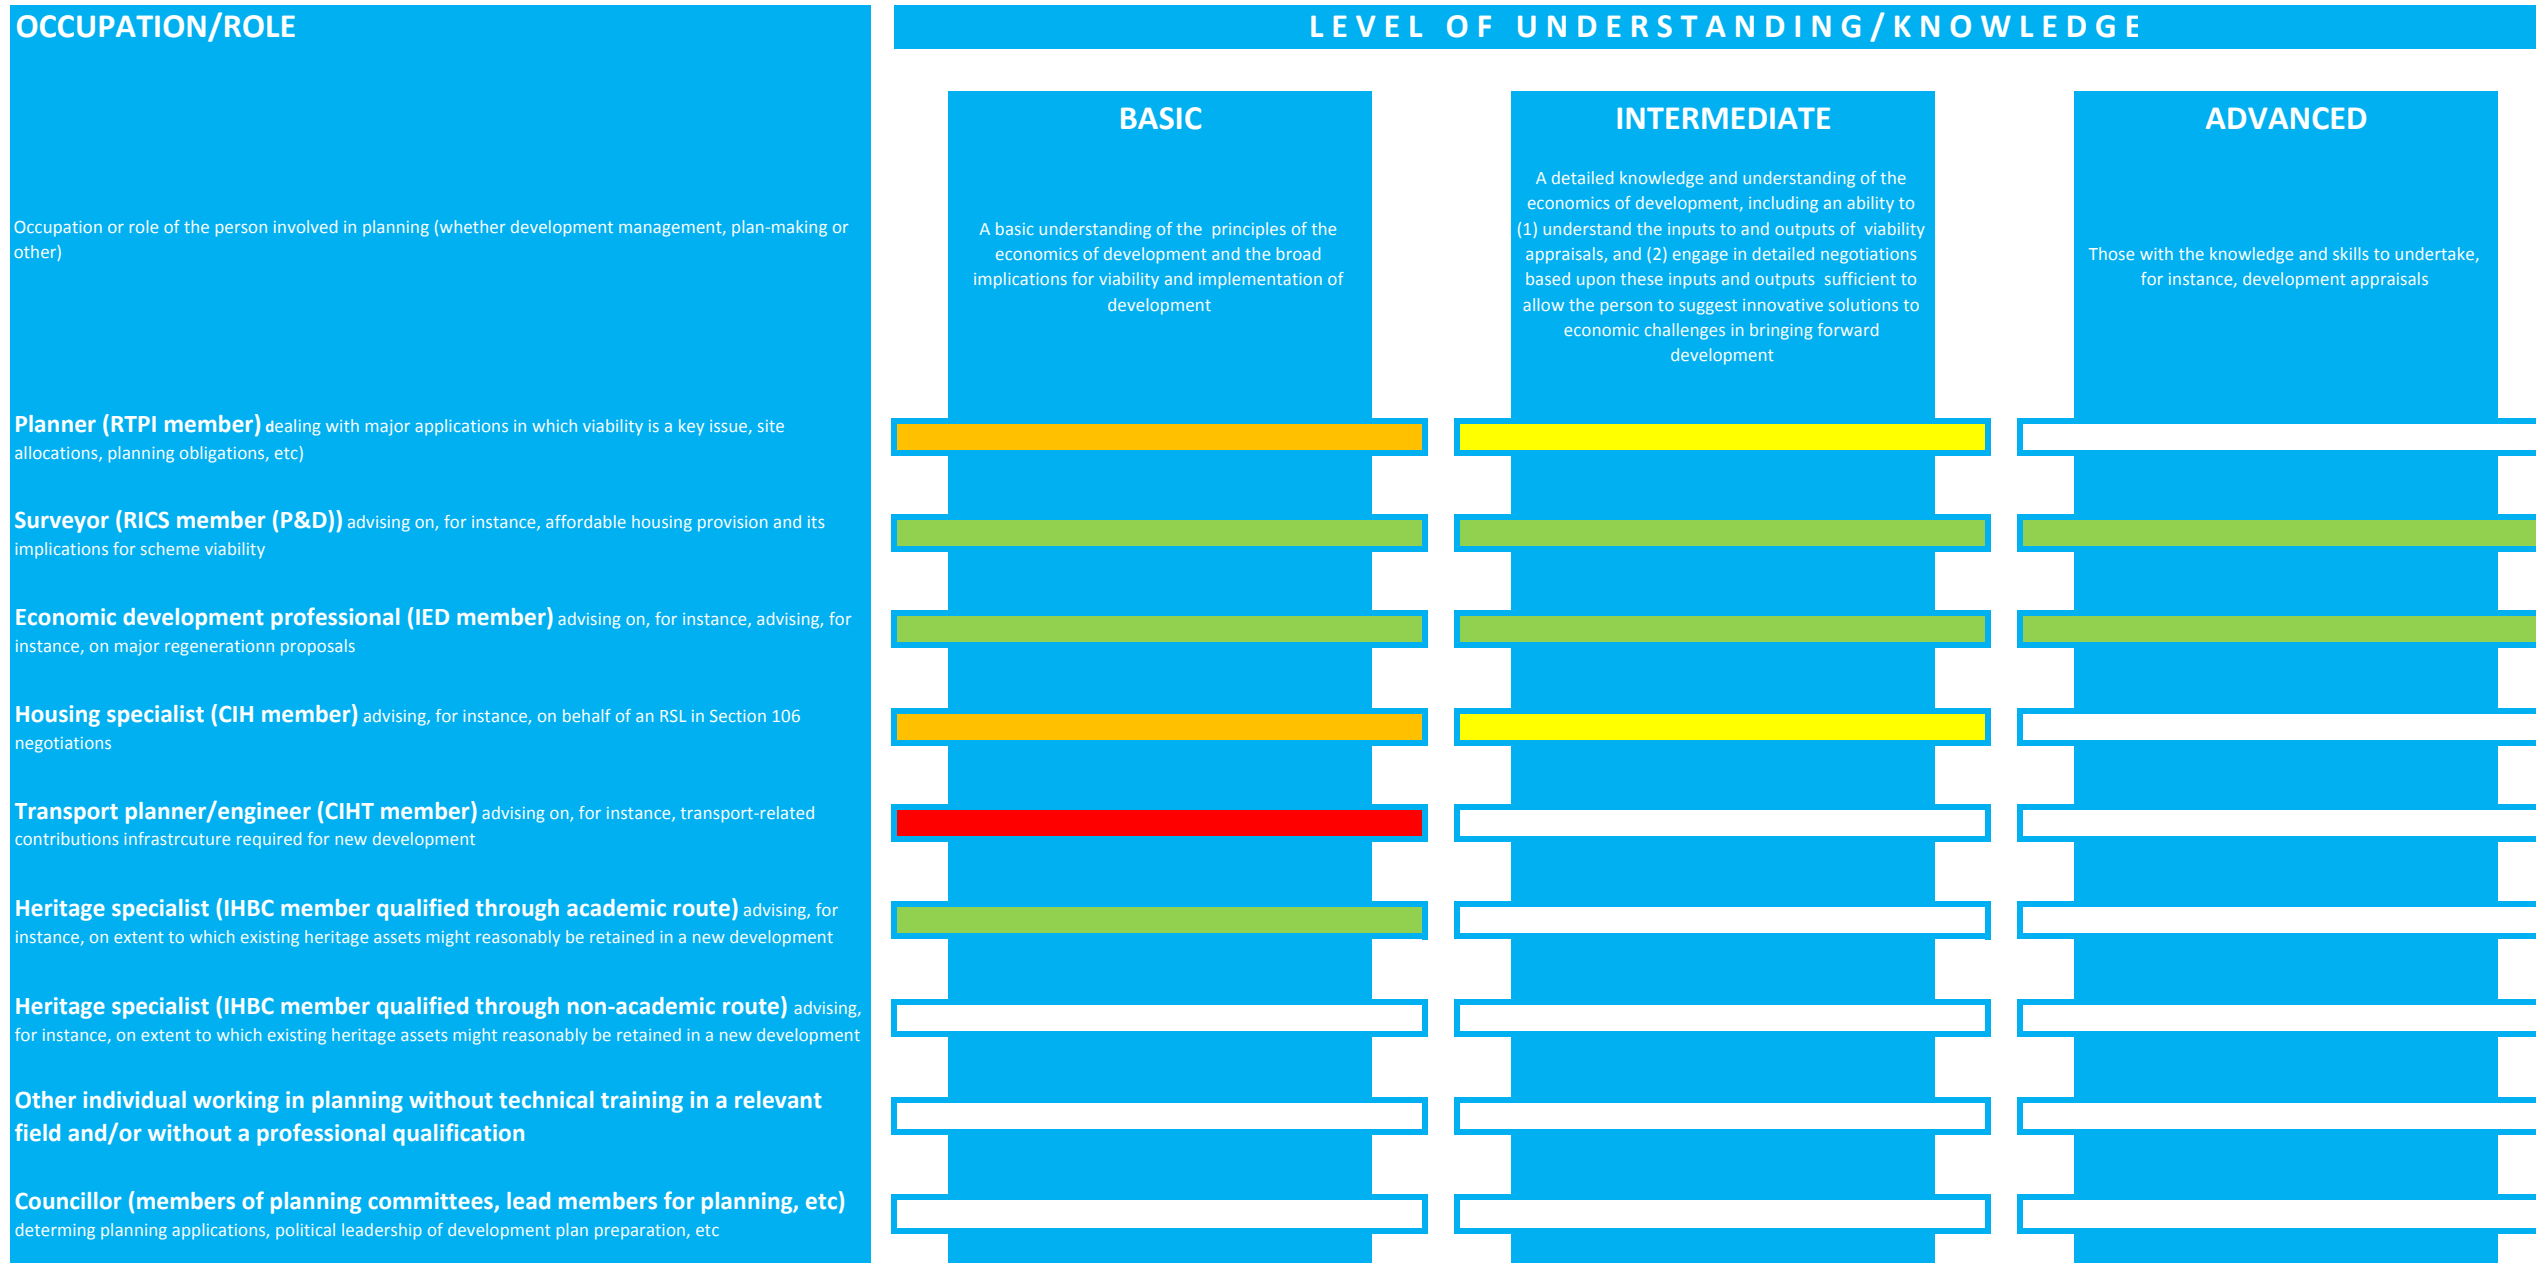 OCCUPATION/ROLE
LEVEL OF UNDERSTANDING/KNOWLEDGE
BASIC
INTERMEDIATE
ADVANCED
Occupation or role of the person involved in planning (whether development management, plan-making or
other)
A basic understanding of the principles of the
economics of development and the broad
implications for viability and implementation of
development
A detailed knowledge and understanding of the
economics of development, including an ability to
(1) understand the inputs to and outputs of viability
appraisals, and (2) engage in detailed negotiations
based upon these inputs and outputs sufficient to
allow the person to suggest innovative solutions to
economic challenges in bringing forward
development
Those with the knowledge and skills to undertake,
for instance, development appraisals
Planner (RTPI member) dealing with major applications in which viability is a key issue, site
allocations, planning obligations, etc)
Surveyor (RICS member (P&D)) advising on, for instance, affordable housing provision and its
implications for scheme viability
Economic development professional (IED member) advising on, for instance, advising, for
instance, on major regenerationn proposals
Housing specialist (CIH member) advising, for instance, on behalf of an RSL in Section 106
negotiations
Transport planner/engineer (CIHT member) advising on, for instance, transport-related
contributions infrastrcuture required for new development
Heritage specialist (IHBC member qualified through academic route) advising, for
instance, on extent to which existing heritage assets might reasonably be retained in a new development
Heritage specialist (IHBC member qualified through non-academic route) advising,
for instance, on extent to which existing heritage assets might reasonably be retained in a new development
Other individual working in planning without technical training in a relevant
field and/or without a professional qualification
Councillor (members of planning committees, lead members for planning, etc)
determing planning applications, political leadership of development plan preparation, etc